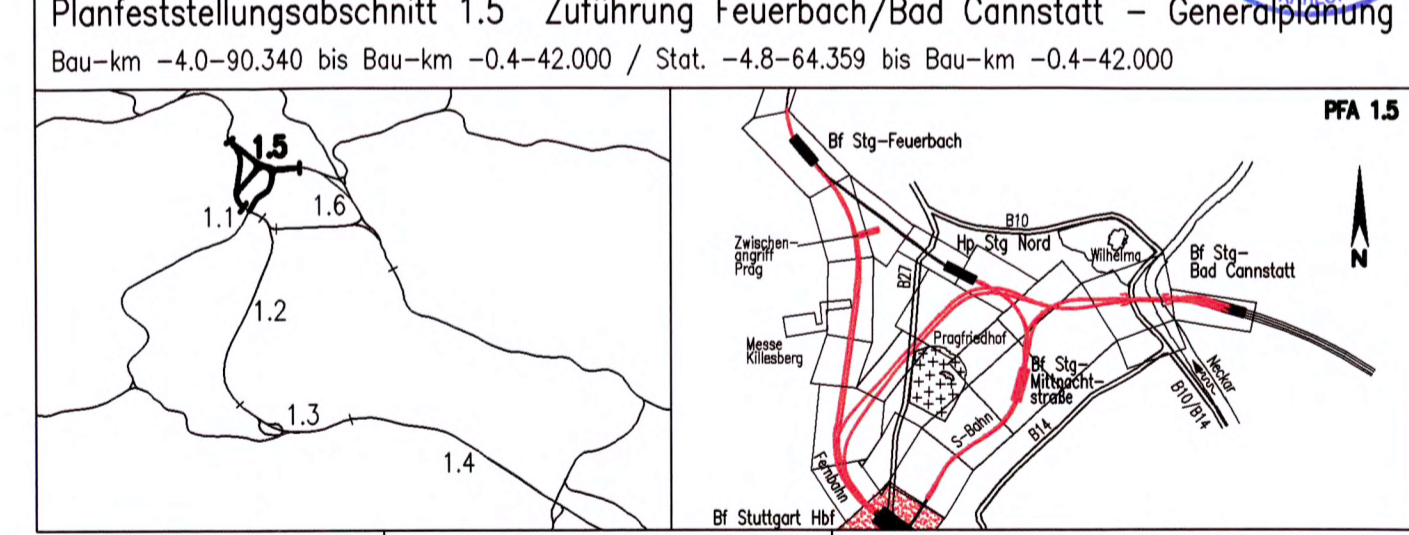 Planfeststellungsabschnitt 1.5 Zuführung Feuerbach/Bad Cannstatt – Generalplanung
Bau-km -4.0-90.340 bis Bau-km -0.4-42.000 / Stat. -4.8-64.359 bis Bau-km -0.4-42.000
1.5
1.1
1.6
1.2
1.3
1.4
PFA 1.5
Bf Stg-Feuerbach
B10
Zwischen-
angriff
Prag
Hp Stg Nord
Wilhelma
Bf Stg-
Bad Cannstatt
N
B27
Messe
Killesberg
Pragfriedhof
Bf Stg-
Mittnacht-
straße
Neckar
B10/B14
S-Bahn
B14
Fernbahn
Bf Stuttgart Hbf